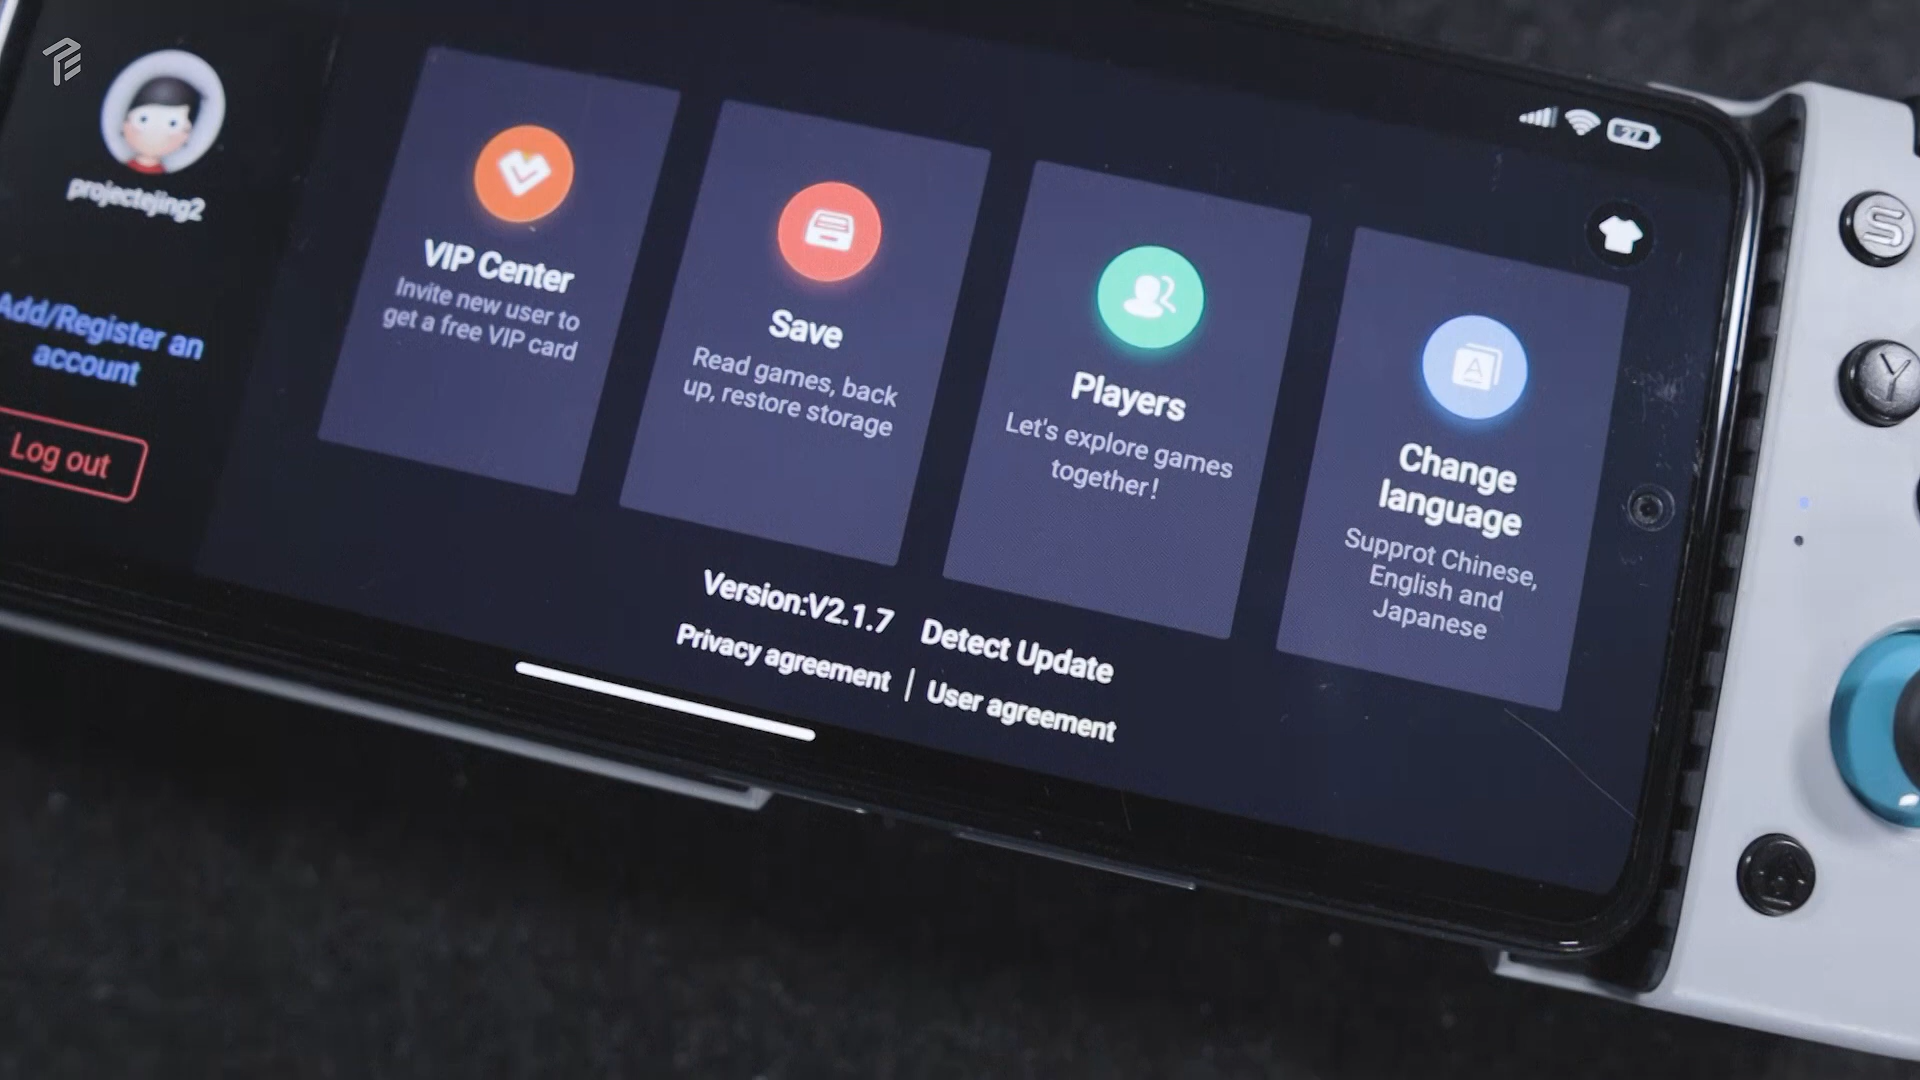 27
projectejing2
Add/Register an
account
Log out
VIP Center
Invite new user to
get a free VIP card
Save
Read games, back
up, restore storage
Players
Let's explore games
together!
Change
language
Supprot Chinese,
English and
Japanese
Version:V2.1.7 Detect Update
Privacy agreement | User agreement
S
Y
A